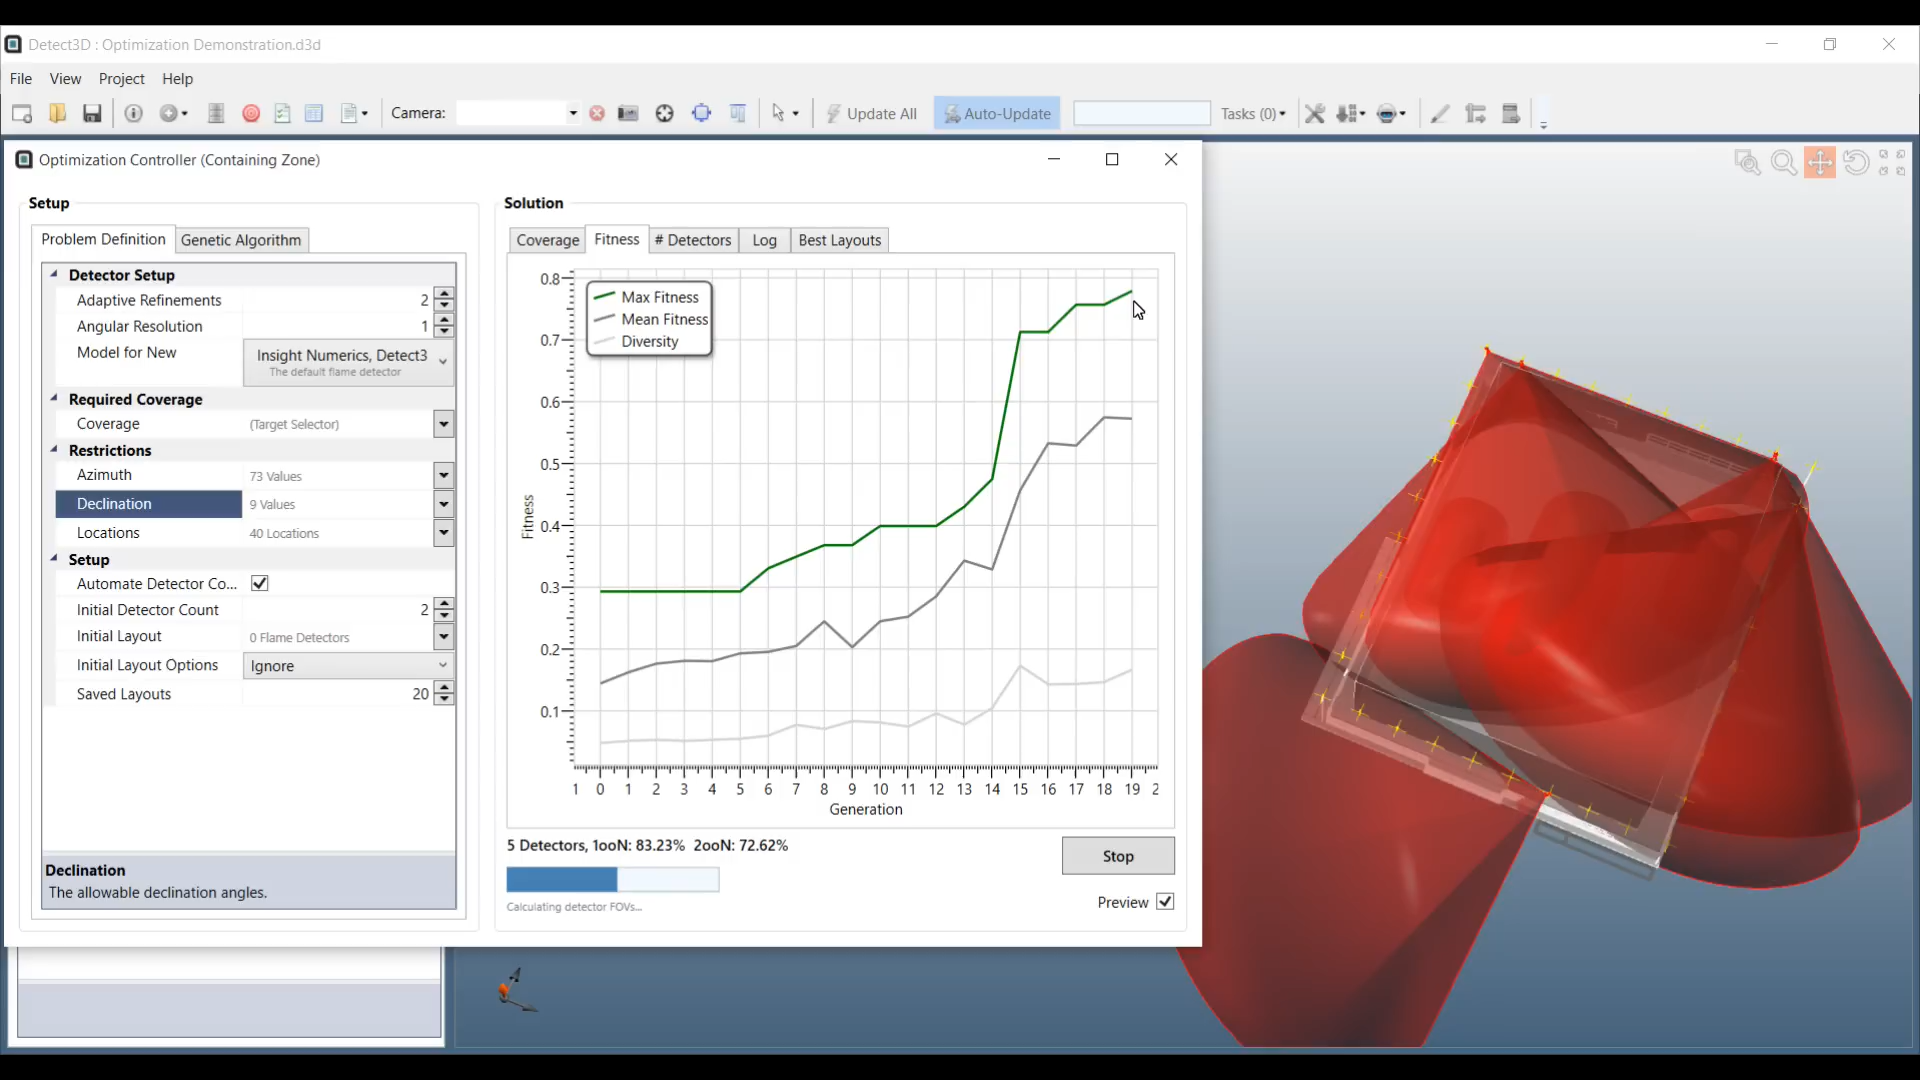 Detect3D : Optimization Demonstration.d3d
File View Project Help
Camera: Update All Auto-Update Tasks (0)
Optimization Controller (Containing Zone)
Setup
Problem Definition Genetic Algorithm
Detector Setup
Adaptive Refinements 2
Angular Resolution 1
Model for New Insight Numerics, Detect3
The default flame detector
Required Coverage
Coverage (Target Selector)
Restrictions
Azimuth 73 Values
Declination 9 Values
Locations 40 Locations
Setup
Automate Detector Co...
Initial Detector Count 2
Initial Layout 0 Flame Detectors
Initial Layout Options Ignore
Saved Layouts 20
Declination
The allowable declination angles.
Solution
Coverage Fitness # Detectors Log Best Layouts
Max Fitness
Mean Fitness
Diversity
0.8
0.7
0.6
0.5
0.4
0.3
0.2
0.1
Fitness
1 0 1 2 3 4 5 6 7 8 9 10 11 12 13 14 15 16 17 18 19 2
Generation
5 Detectors, 1ooN: 83.23% 2ooN: 72.62%
Stop
Calculating detector FOVs...
Preview